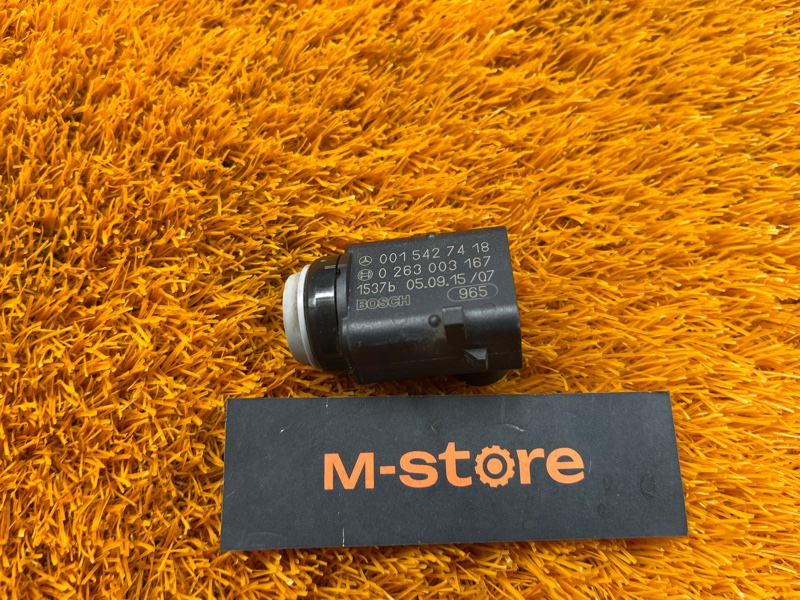 001 542 74 18
0 263 003 167
1537b 05.09.15/07
BOSCH 965
M-store